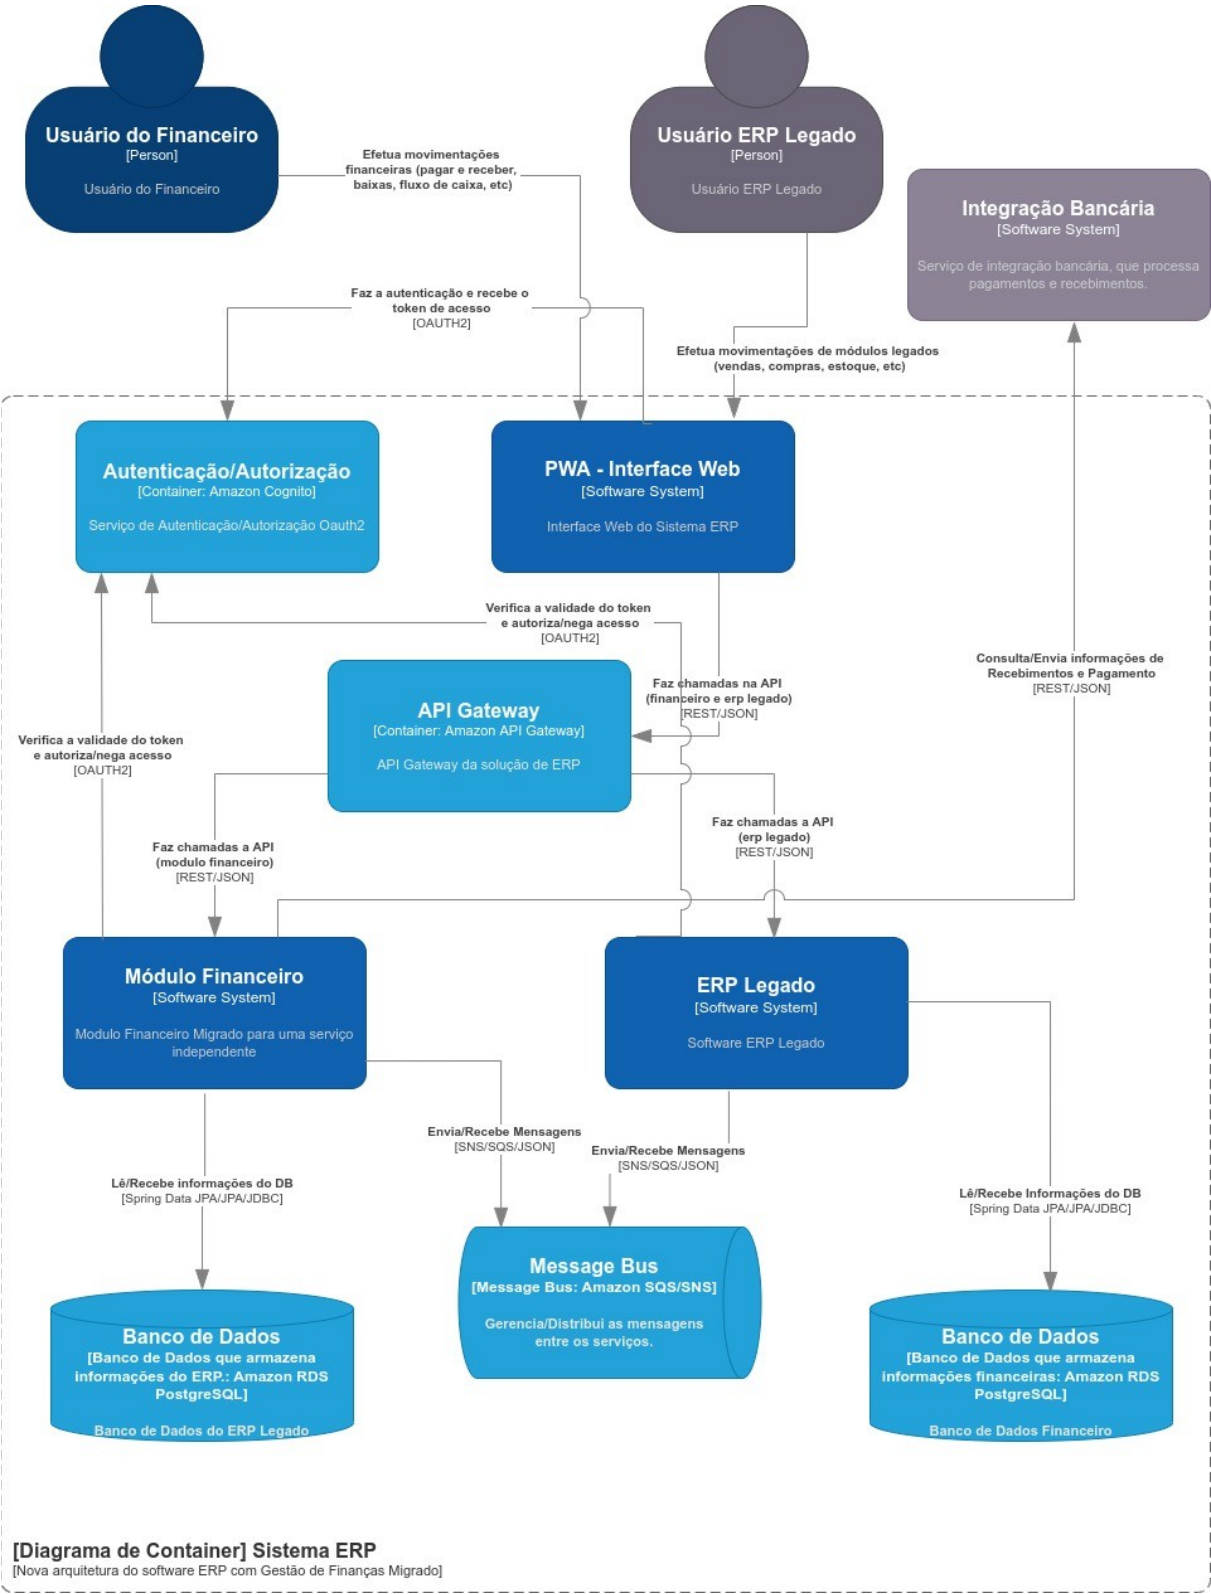 Usuário do Financeiro
[Person]
Usuário do Financeiro
Usuário ERP Legado
[Person]
Usuário ERP Legado
Efetua movimentações
financeiras (pagar e receber,
baixas, fluxo de caixa, etc)
Integração Bancária
[Software System]
Serviço de integração bancária, que processa
pagamentos e recebimentos.
Faz a autenticação e recebe o
token de acesso
[OAUTH2]
Efetua movimentações de módulos legados
(vendas, compras, estoque, etc)
Autenticação/Autorização
[Container: Amazon Cognito]
Serviço de Autenticação/Autorização Oauth2
PWA - Interface Web
[Software System]
Interface Web do Sistema ERP
Verifica a validade do token
e autoriza/nega acesso
[OAUTH2]
Consulta/Envia informações de
Recebimentos e Pagamento
[REST/JSON]
Faz chamadas na API
(financeiro e erp legado)
[REST/JSON]
API Gateway
[Container: Amazon API Gateway]
API Gateway da solução de ERP
Verifica a validade do token
e autoriza/nega acesso
[OAUTH2]
Faz chamadas a API
(erp legado)
[REST/JSON]
Faz chamadas a API
(modulo financeiro)
[REST/JSON]
Módulo Financeiro
[Software System]
Modulo Financeiro Migrado para uma serviço
independente
ERP Legado
[Software System]
Software ERP Legado
Envia/Recebe Mensagens
[SNS/SQS/JSON]
Envia/Recebe Mensagens
[SNS/SQS/JSON]
Lê/Recebe informações do DB
[Spring Data JPA/JPA/JDBC]
Lê/Recebe Informações do DB
[Spring Data JPA/JPA/JDBC]
Message Bus
[Message Bus: Amazon SQS/SNS]
Gerencia/Distribui as mensagens
entre os serviços.
Banco de Dados
[Banco de Dados que armazena
informações do ERP.: Amazon RDS
PostgreSQL]
Banco de Dados do ERP Legado
Banco de Dados
[Banco de Dados que armazena
informações financeiras: Amazon RDS
PostgreSQL]
Banco de Dados Financeiro
[Diagrama de Container] Sistema ERP
[Nova arquitetura do software ERP com Gestão de Finanças Migrado]